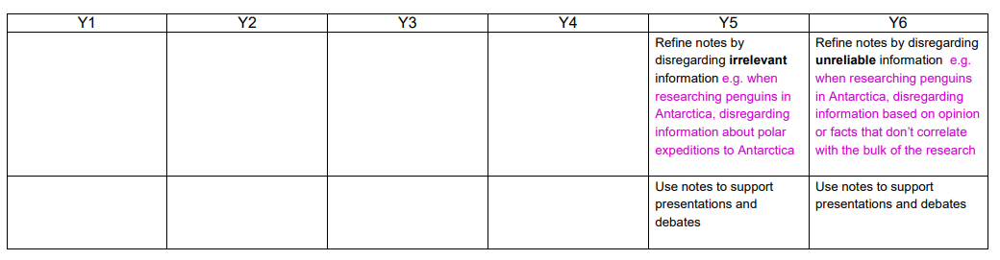 Y1 Y2 Y3 Y4 Y5 Y6
Refine notes by
disregarding irrelevant
information e.g. when
researching penguins in
Antarctica, disregarding
information about polar
expeditions to Antarctica
Refine notes by disregarding
unreliable information e.g.
when researching penguins
in Antarctica, disregarding
information based on opinion
or facts that don’t correlate
with the bulk of the research
Use notes to support
presentations and
debates
Use notes to support
presentations and debates